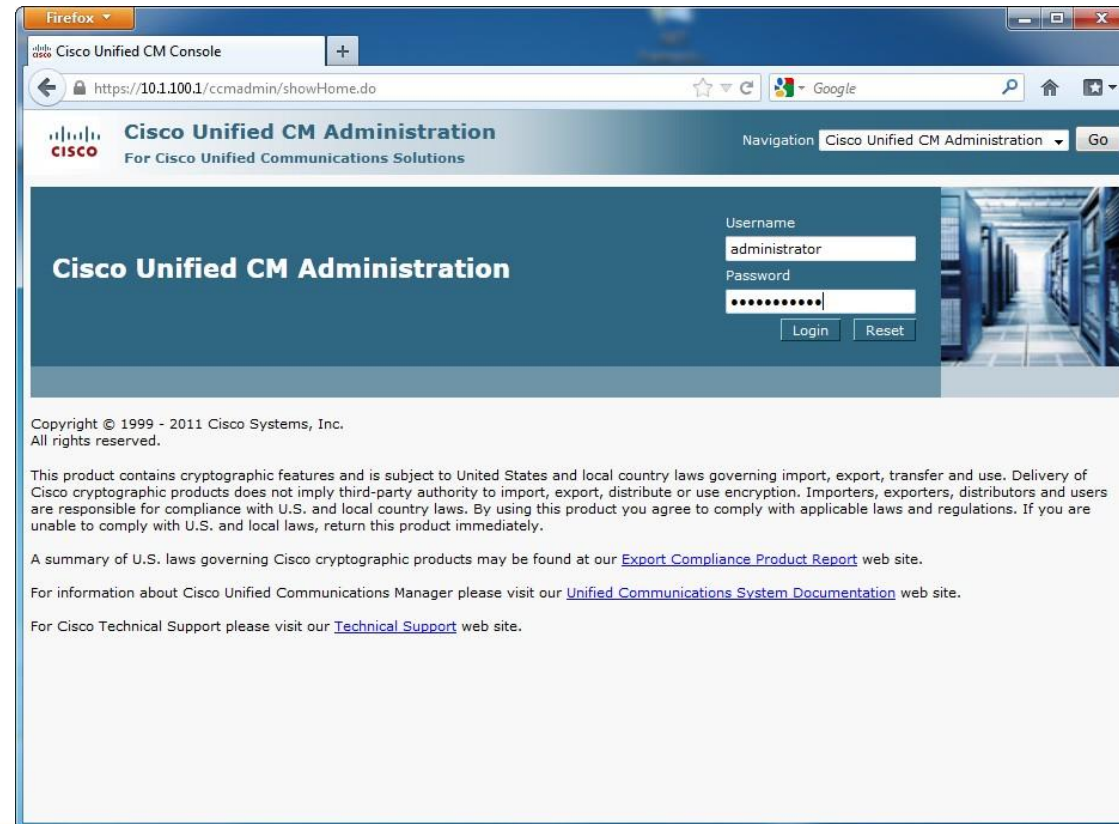 Firefox
Cisco Unified CM Console
https://10.1.100.1/ccmadmin/showHome.do
Google
CISCO
Cisco Unified CM Administration
For Cisco Unified Communications Solutions
Navigation Cisco Unified CM Administration Go
Cisco Unified CM Administration
Username
administrator
Password
•••••••••••
Login Reset
Copyright © 1999 - 2011 Cisco Systems, Inc.
All rights reserved.
This product contains cryptographic features and is subject to United States and local country laws governing import, export, transfer and use. Delivery of
Cisco cryptographic products does not imply third-party authority to import, export, distribute or use encryption. Importers, exporters, distributors and users
are responsible for compliance with U.S. and local country laws. By using this product you agree to comply with applicable laws and regulations. If you are
unable to comply with U.S. and local laws, return this product immediately.
A summary of U.S. laws governing Cisco cryptographic products may be found at our Export Compliance Product Report web site.
For information about Cisco Unified Communications Manager please visit our Unified Communications System Documentation web site.
For Cisco Technical Support please visit our Technical Support web site.